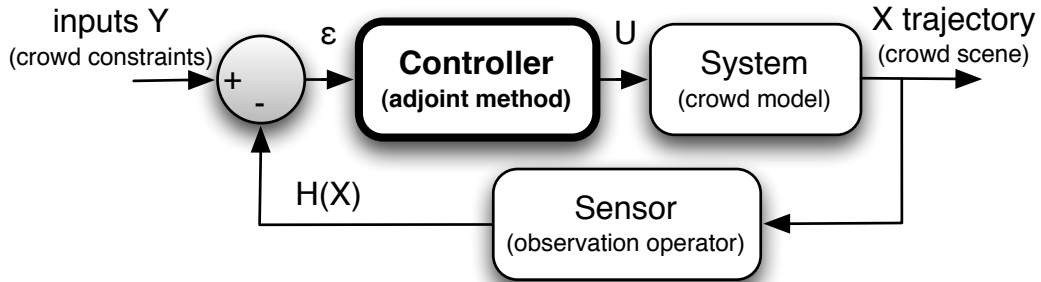 inputs Y
(crowd constraints)
+
-
ε
Controller
(adjoint method)
U
System
(crowd model)
X trajectory
(crowd scene)
H(X)
Sensor
(observation operator)